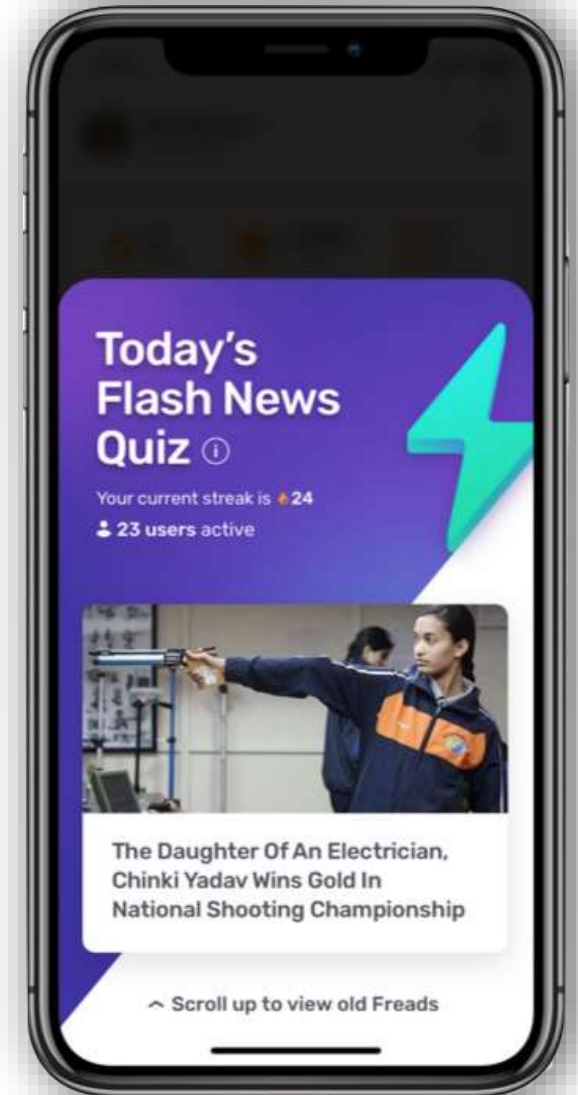 Today's
Flash News
Quiz
Your current streak is 24
23 users active
The Daughter Of An Electrician,
Chinki Yadav Wins Gold In
National Shooting Championship
Scroll up to view old Freads